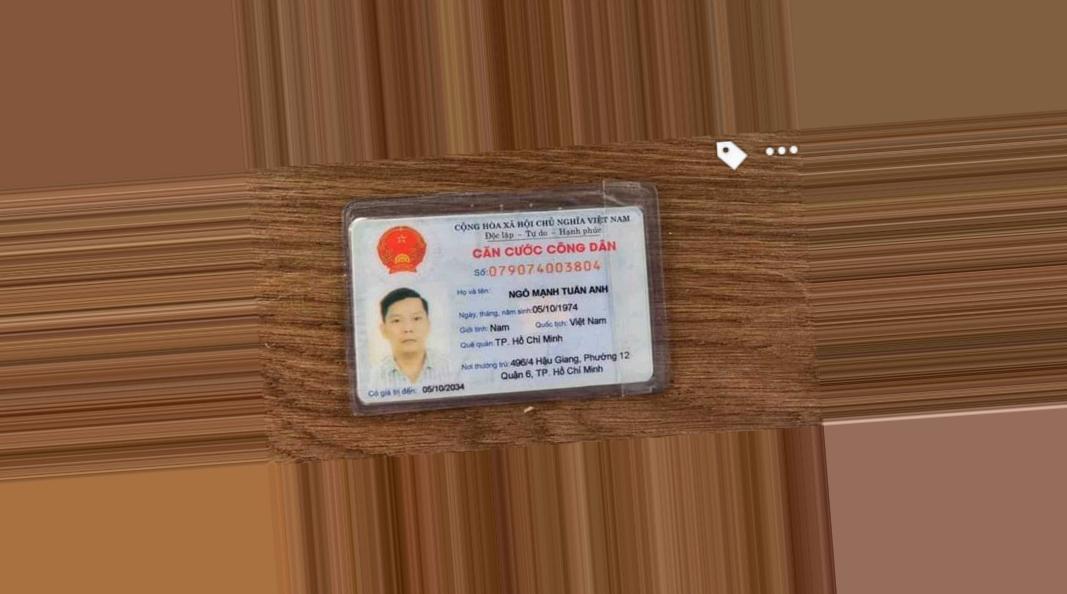 CỘNG HÒA XÃ HỘI CHỦ NGHĨA VIỆT NAM
Độc lập - Tự do - Hạnh phúc
CĂN CƯỚC CÔNG DÂN
Số: 079074003804
Họ và tên: NGÔ MẠNH TUẤN ANH
Ngày, tháng, năm sinh: 05/10/1974
Giới tính: Nam Quốc tịch: Việt Nam
Quê quán: TP. Hồ Chí Minh
Nơi thường trú: 496/4 Hậu Giang, Phường 12
Quận 6, TP. Hồ Chí Minh
Có giá trị đến: 05/10/2034